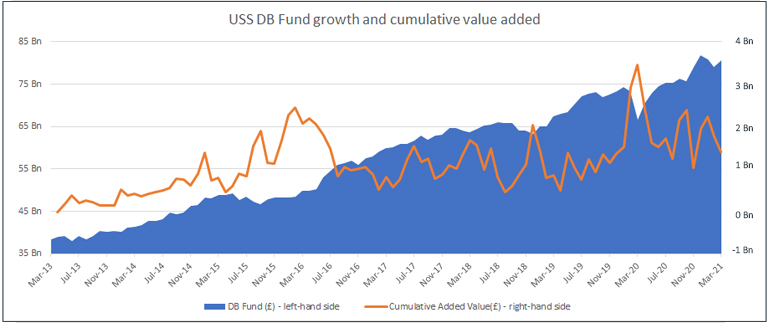 USS DB Fund growth and cumulative value added
85 Bn
75 Bn
65 Bn
55 Bn
45 Bn
35 Bn
4 Bn
3 Bn
2 Bn
1 Bn
0 Bn
-1 Bn
Mar-13
Jul-13
Nov-13
Mar-14
Jul-14
Nov-14
Mar-15
Jul-15
Nov-15
Mar-16
Jul-16
Nov-16
Mar-17
Jul-17
Nov-17
Mar-18
Jul-18
Nov-18
Mar-19
Jul-19
Nov-19
Mar-20
Jul-20
Nov-20
Mar-21
DB Fund (£) - left-hand side
Cumulative Added Value(£) - right-hand side